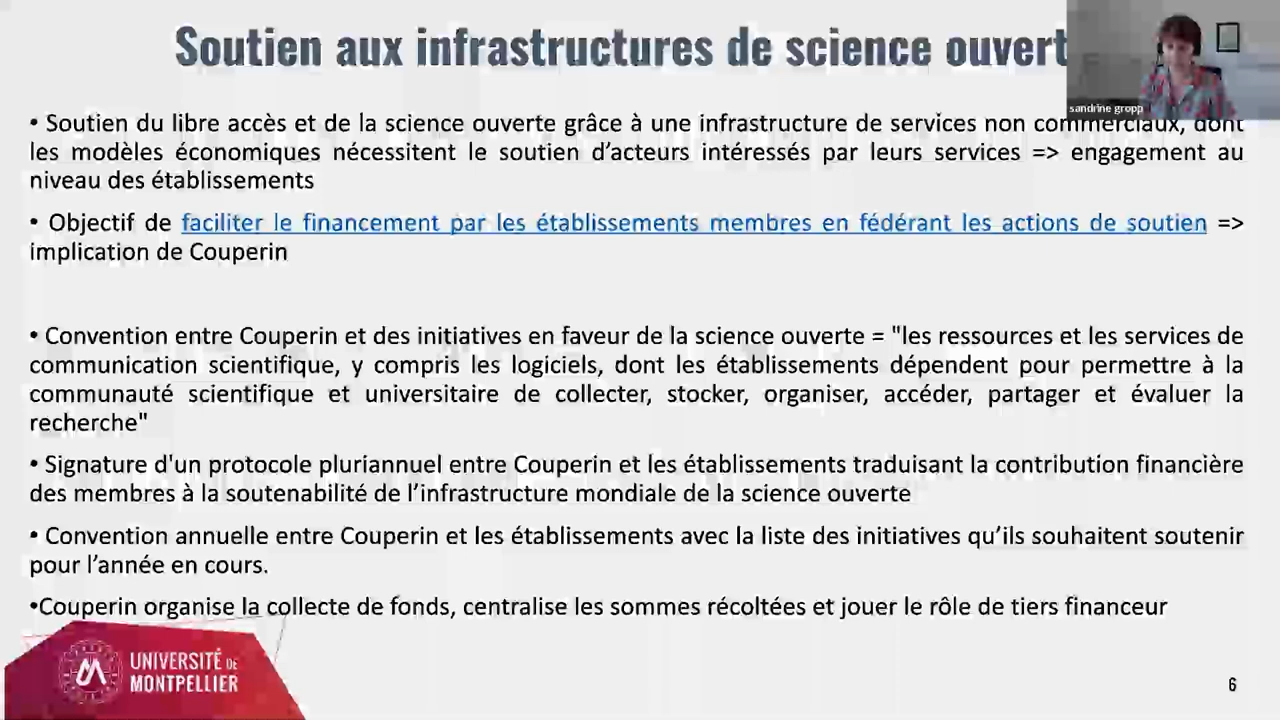 Soutien aux infrastructures de science ouvert
sandrine gropp
• Soutien du libre accès et de la science ouverte grâce à une infrastructure de services non commerciaux, dont
les modèles économiques nécessitent le soutien d’acteurs intéressés par leurs services => engagement au
niveau des établissements
• Objectif de faciliter le financement par les établissements membres en fédérant les actions de soutien =>
implication de Couperin
• Convention entre Couperin et des initiatives en faveur de la science ouverte = "les ressources et les services de
communication scientifique, y compris les logiciels, dont les établissements dépendent pour permettre à la
communauté scientifique et universitaire de collecter, stocker, organiser, accéder, partager et évaluer la
recherche"
• Signature d'un protocole pluriannuel entre Couperin et les établissements traduisant la contribution financière
des membres à la soutenabilité de l’infrastructure mondiale de la science ouverte
• Convention annuelle entre Couperin et les établissements avec la liste des initiatives qu’ils souhaitent soutenir
pour l’année en cours.
•Couperin organise la collecte de fonds, centralise les sommes récoltées et jouer le rôle de tiers financeur
UNIVERSITÉ DE
MONTPELLIER
6